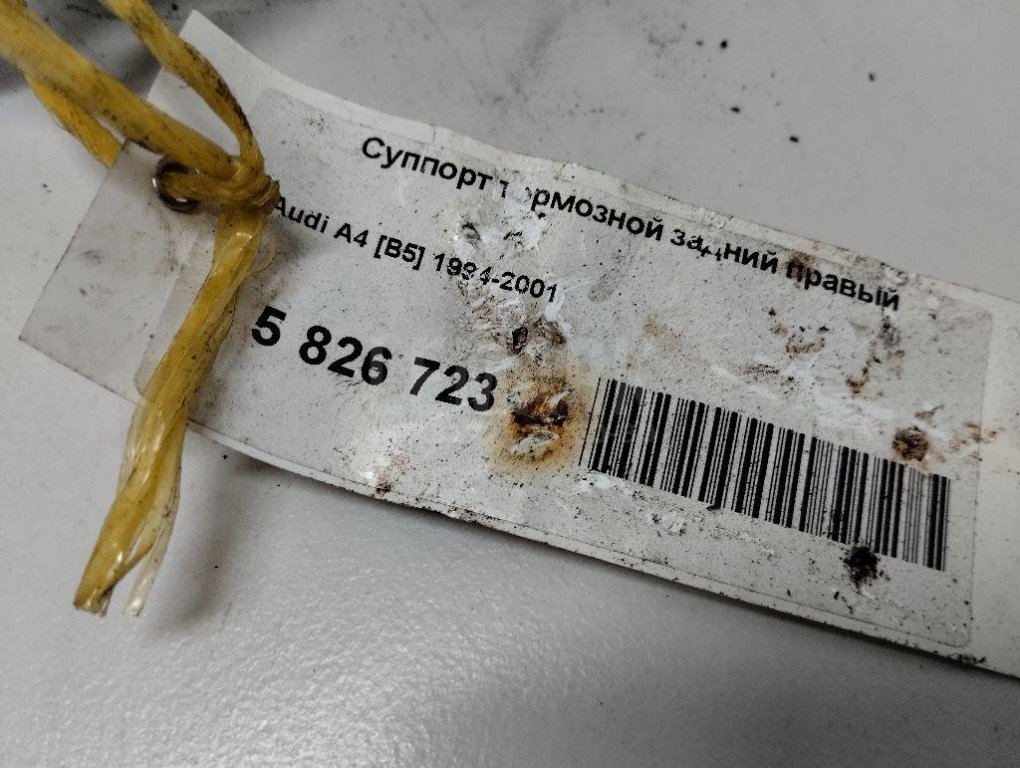 Суппорт тормозной задний правый
Audi A4 [B5] 1994-2001
5 826 723